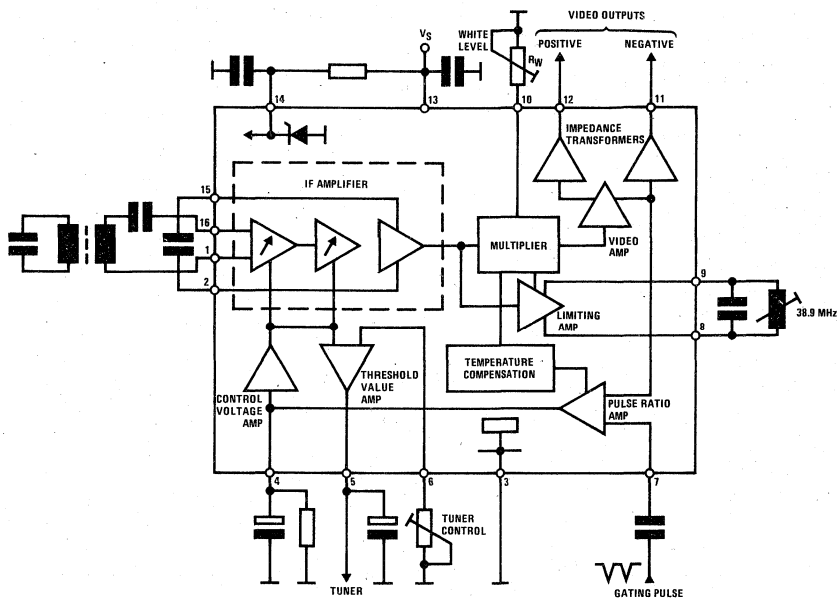 VIDEO OUTPUTS
POSITIVE
NEGATIVE
VS
WHITE
LEVEL
RW
14
13
10
12
11
IMPEDANCE
TRANSFORMERS
IF AMPLIFIER
15
16
1
2
MULTIPLIER
VIDEO
AMP
9
8
38.9 MHz
LIMITING
AMP
TEMPERATURE
COMPENSATION
THRESHOLD
VALUE
AMP
CONTROL
VOLTAGE
AMP
PULSE RATIO
AMP
4
5
6
3
7
TUNER
CONTROL
TUNER
GATING PULSE